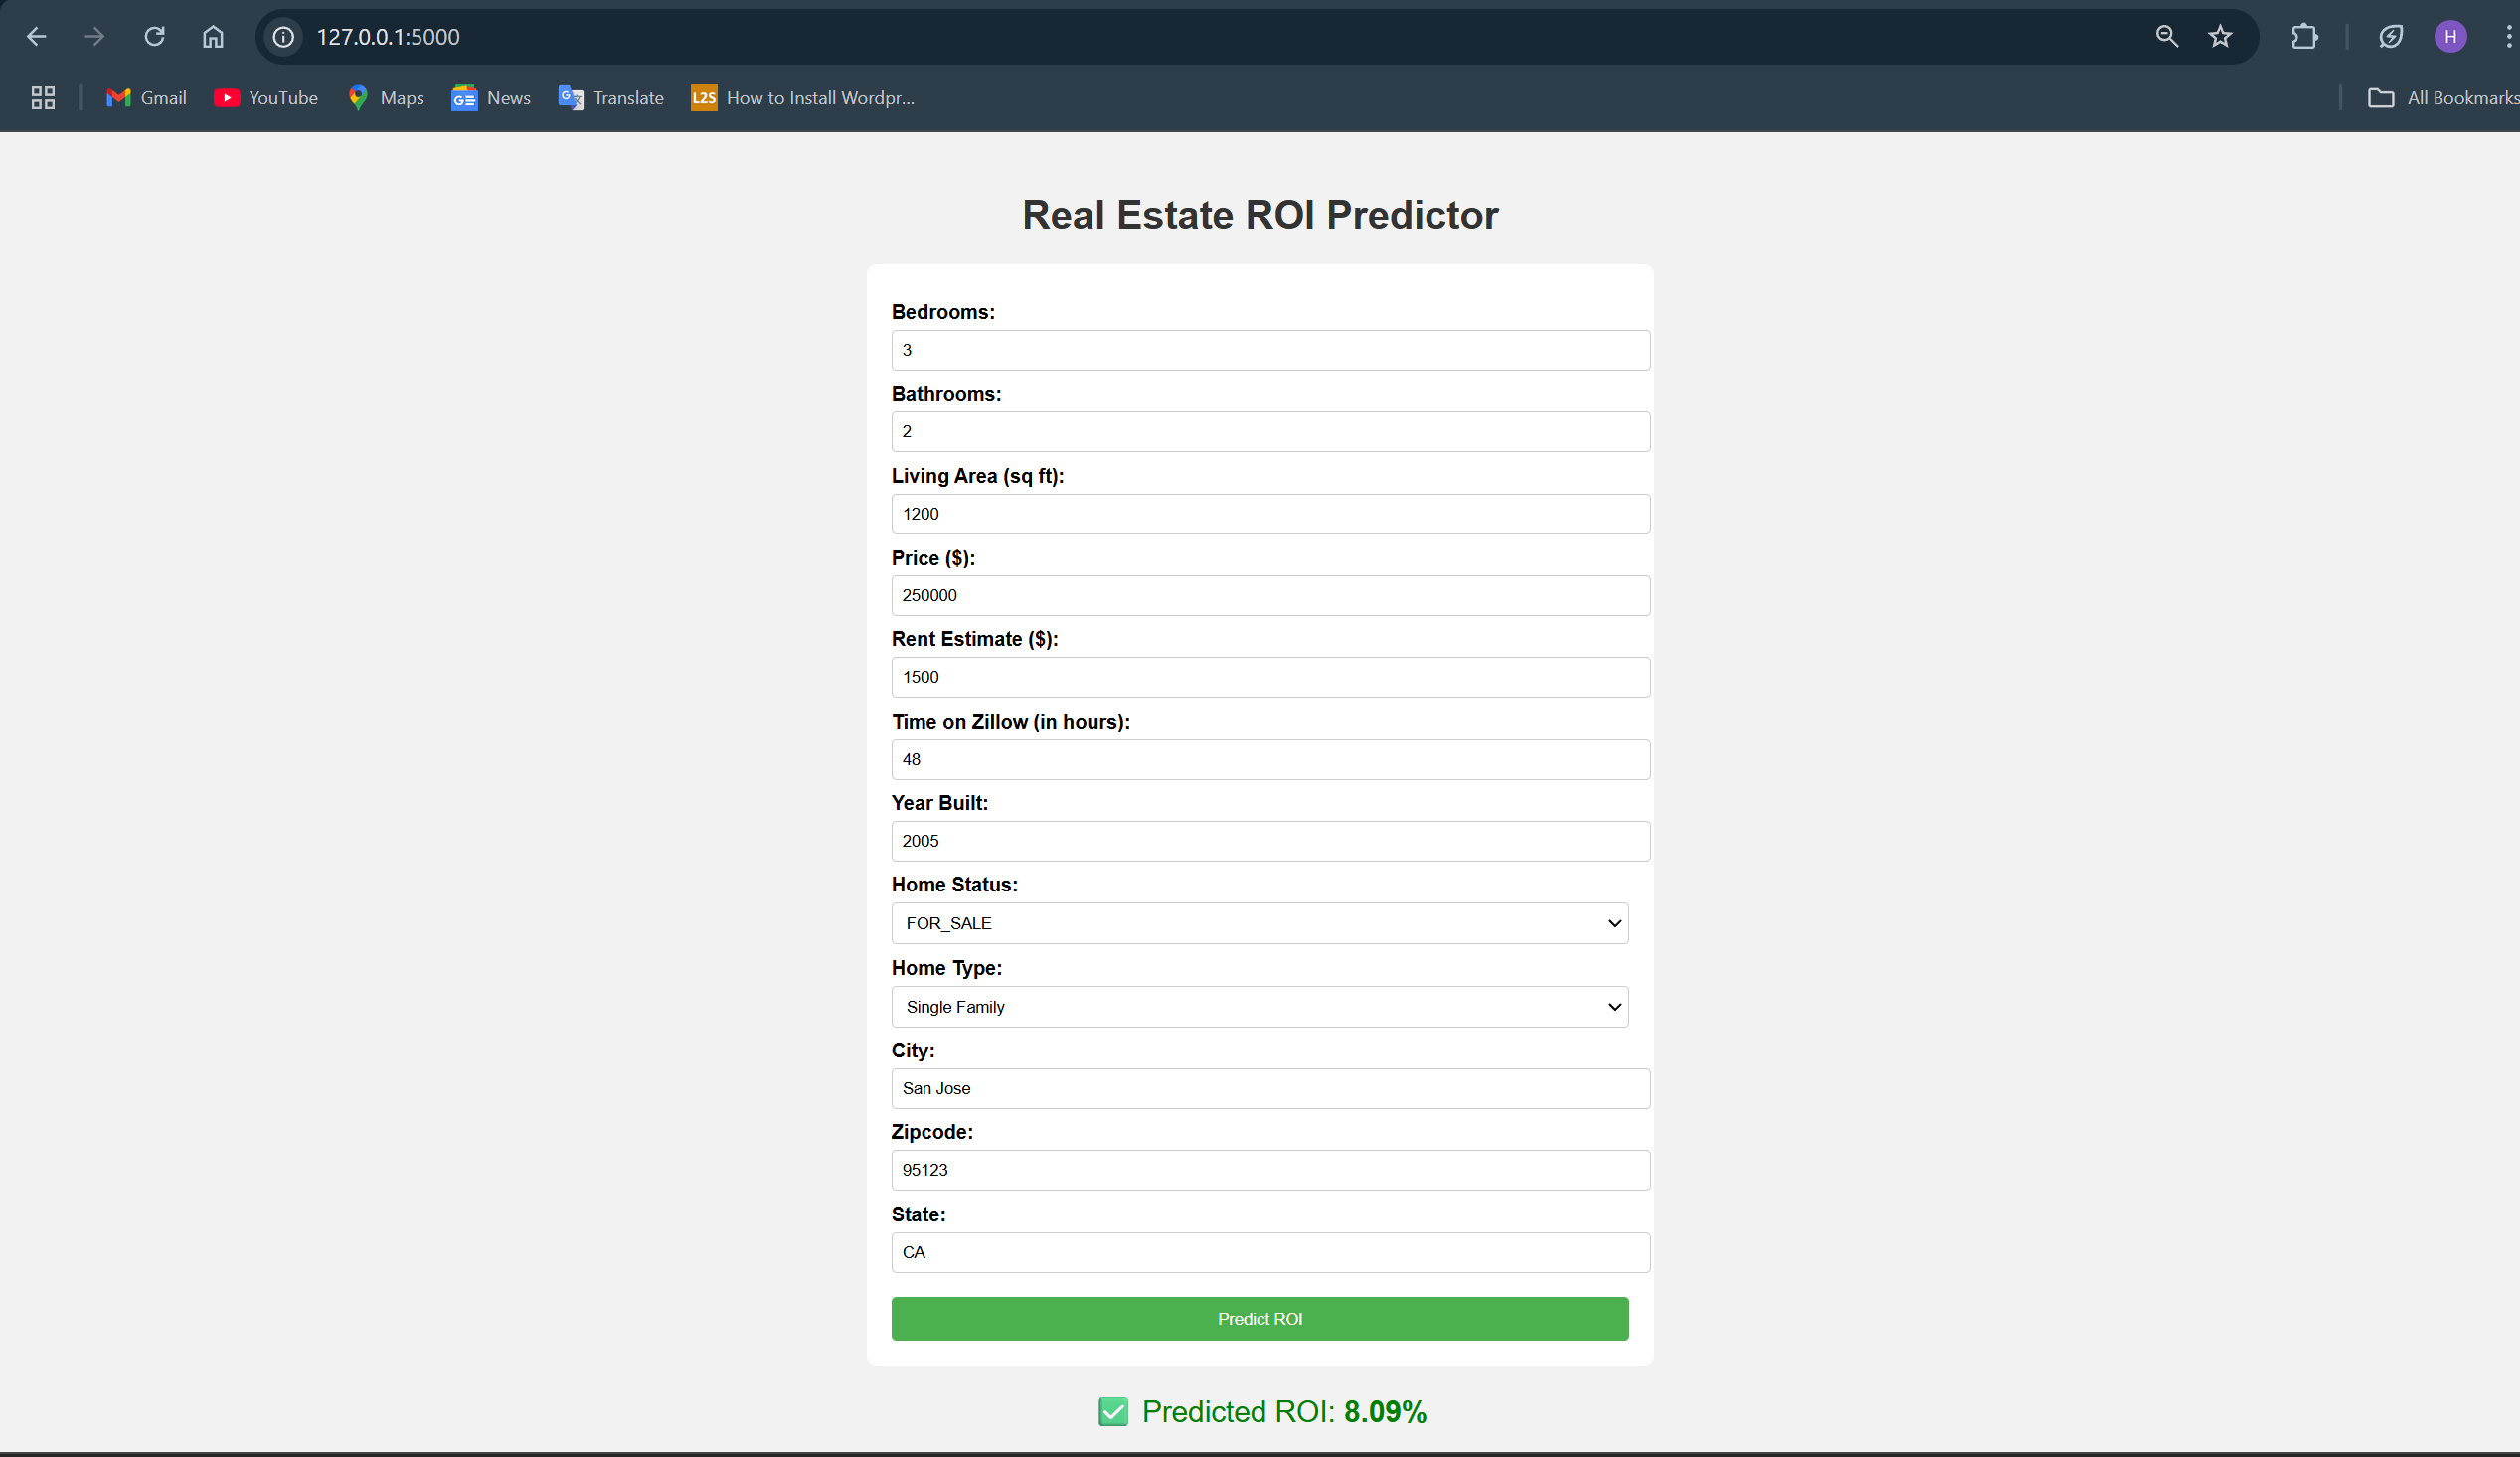 127.0.0.1:5000
H
Gmail YouTube Maps News Translate L2S How to Install Wordpr... All Bookmarks
Real Estate ROI Predictor
Bedrooms:
3
Bathrooms:
2
Living Area (sq ft):
1200
Price ($):
250000
Rent Estimate ($):
1500
Time on Zillow (in hours):
48
Year Built:
2005
Home Status:
FOR_SALE
Home Type:
Single Family
City:
San Jose
Zipcode:
95123
State:
CA
Predict ROI
✅ Predicted ROI: 8.09%